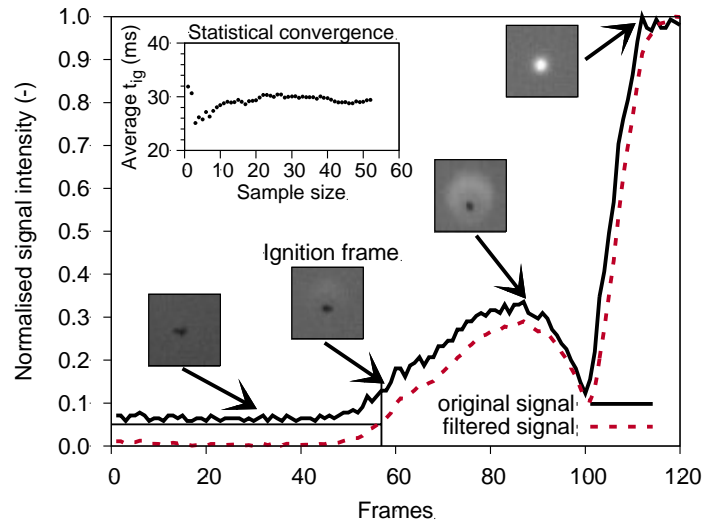 Statistical convergence
Average t_ig (ms)
40
30
20
0 10 20 30 40 50 60
Sample size
Normalised signal intensity (-)
1.0
0.9
0.8
0.7
0.6
0.5
0.4
0.3
0.2
0.1
0.0
Ignition frame
original signal
filtered signal
0 20 40 60 80 100 120
Frames